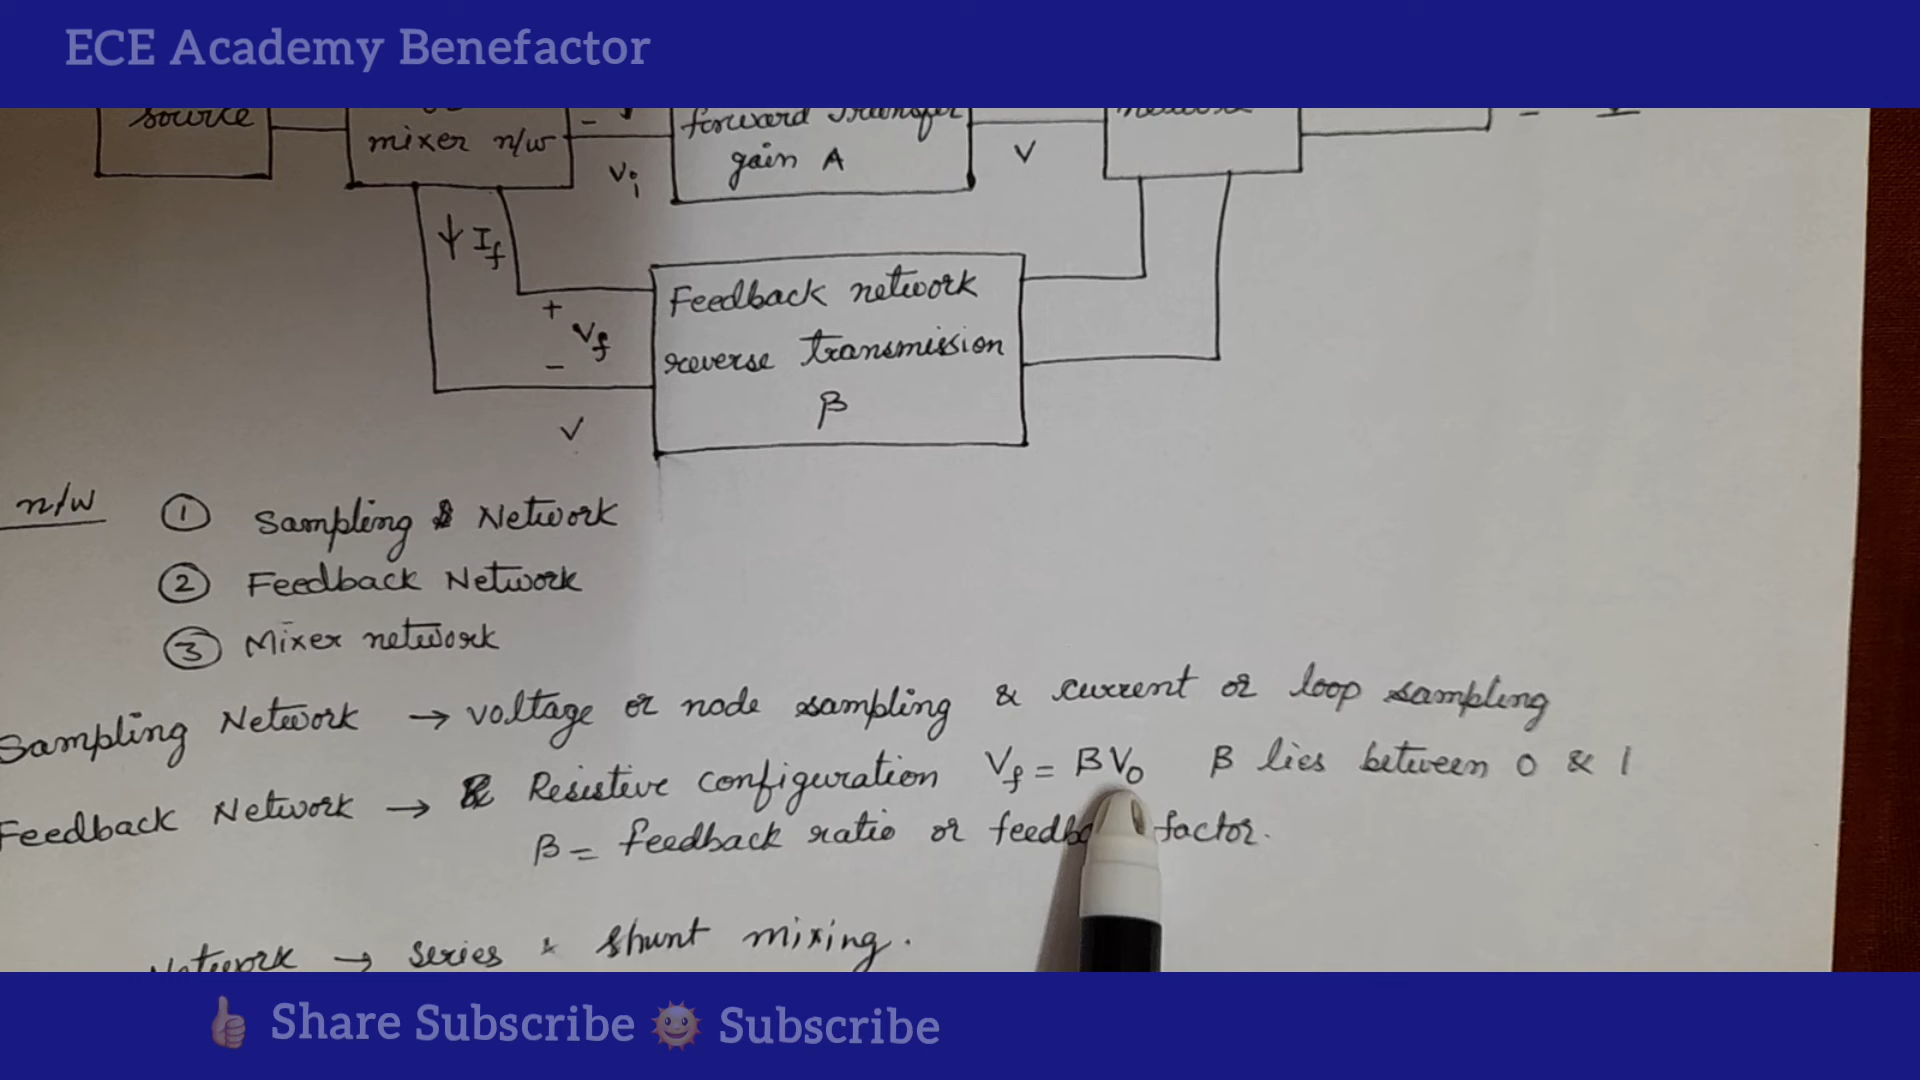 ECE Academy Benefactor
source
mixer n/w
-
forward Transfer
gain A
network
Vi
V
↓ If
+
Vf
-
V
Feedback network
reverse transmission
β
n/w
① Sampling Network
② Feedback Network
③ Mixer network
Sampling Network → voltage or node sampling & current or loop sampling
Feedback Network → Resistive configuration Vf = βVo β lies between 0 & 1
β = feedback ratio or factor.
Network → series & shunt mixing.
Share Subscribe Subscribe